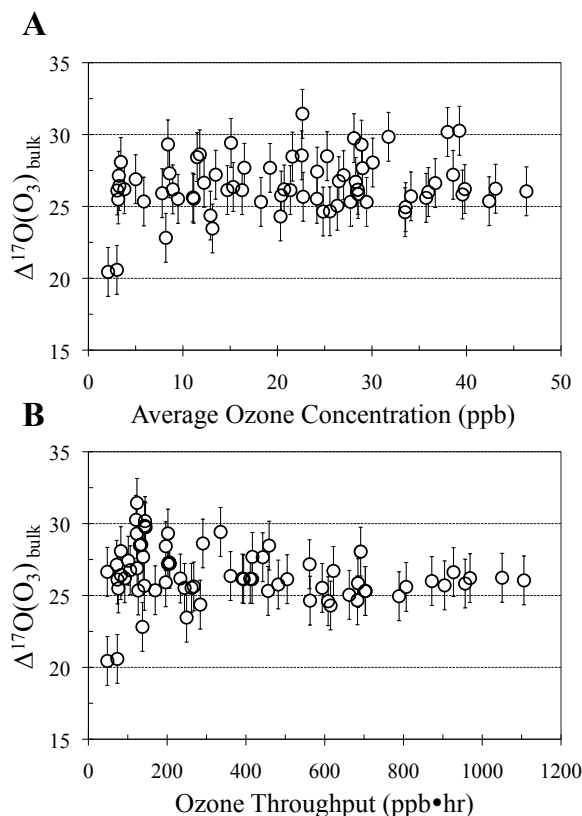 A
35
30
25
20
15
Δ¹⁷O(O₃)bulk
0 10 20 30 40 50
Average Ozone Concentration (ppb)
B
35
30
25
20
15
Δ¹⁷O(O₃)bulk
0 200 400 600 800 1000 1200
Ozone Throughput (ppb•hr)